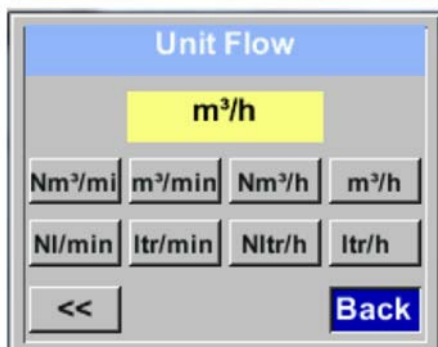 Unit Flow
m³/h
Nm³/mi m³/min Nm³/h m³/h
Nl/min ltr/min Nltr/h ltr/h
<< Back